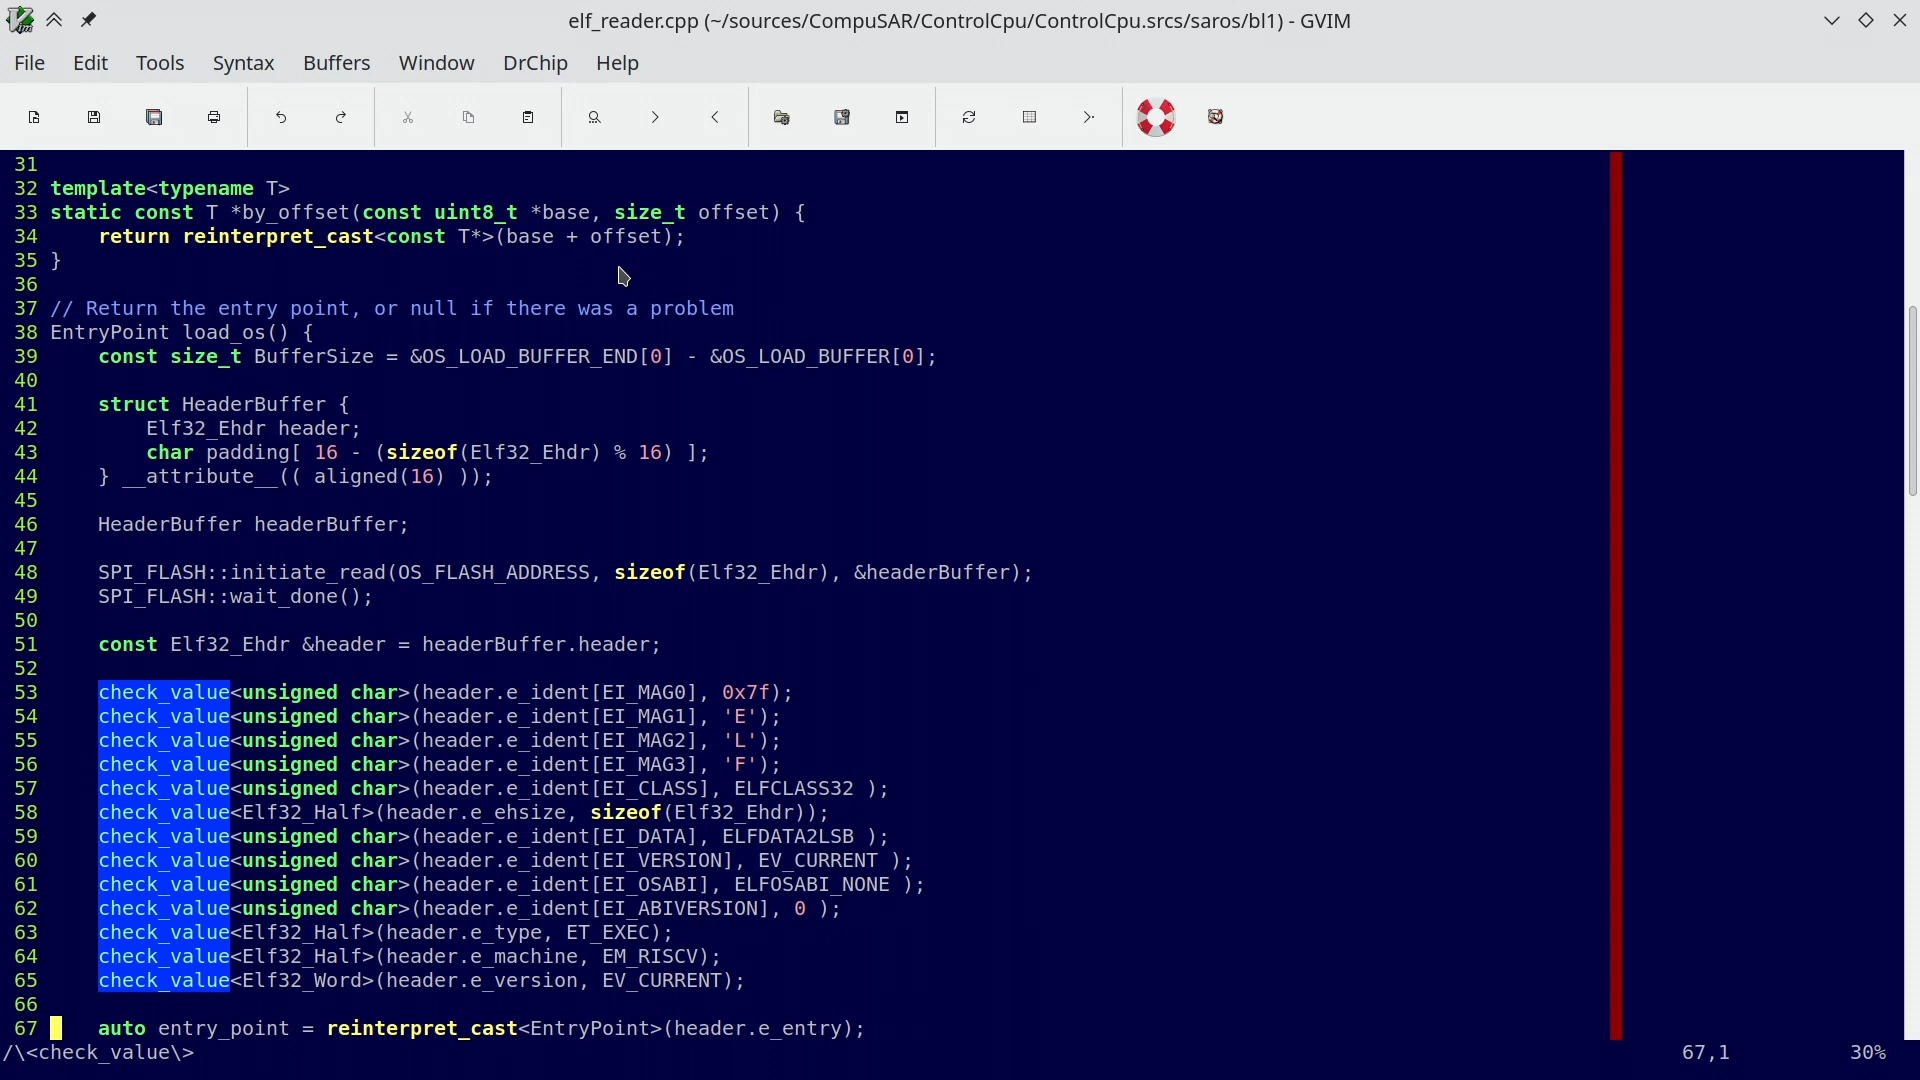 elf_reader.cpp (~/sources/CompuSAR/ControlCpu/ControlCpu.srcs/saros/bl1) - GVIM
File Edit Tools Syntax Buffers Window DrChip Help
31
32 template<typename T>
33 static const T *by_offset(const uint8_t *base, size_t offset) {
34     return reinterpret_cast<const T*>(base + offset);
35 }
36
37 // Return the entry point, or null if there was a problem
38 EntryPoint load_os() {
39     const size_t BufferSize = &OS_LOAD_BUFFER_END[0] - &OS_LOAD_BUFFER[0];
40
41     struct HeaderBuffer {
42         Elf32_Ehdr header;
43         char padding[ 16 - (sizeof(Elf32_Ehdr) % 16) ];
44     } __attribute__(( aligned(16) ));
45
46     HeaderBuffer headerBuffer;
47
48     SPI_FLASH::initiate_read(OS_FLASH_ADDRESS, sizeof(Elf32_Ehdr), &headerBuffer);
49     SPI_FLASH::wait_done();
50
51     const Elf32_Ehdr &header = headerBuffer.header;
52
53     check_value<unsigned char>(header.e_ident[EI_MAG0], 0x7f);
54     check_value<unsigned char>(header.e_ident[EI_MAG1], 'E');
55     check_value<unsigned char>(header.e_ident[EI_MAG2], 'L');
56     check_value<unsigned char>(header.e_ident[EI_MAG3], 'F');
57     check_value<unsigned char>(header.e_ident[EI_CLASS], ELFCLASS32 );
58     check_value<Elf32_Half>(header.e_ehsize, sizeof(Elf32_Ehdr));
59     check_value<unsigned char>(header.e_ident[EI_DATA], ELFDATA2LSB );
60     check_value<unsigned char>(header.e_ident[EI_VERSION], EV_CURRENT );
61     check_value<unsigned char>(header.e_ident[EI_OSABI], ELFOSABI_NONE );
62     check_value<unsigned char>(header.e_ident[EI_ABIVERSION], 0 );
63     check_value<Elf32_Half>(header.e_type, ET_EXEC);
64     check_value<Elf32_Half>(header.e_machine, EM_RISCV);
65     check_value<Elf32_Word>(header.e_version, EV_CURRENT);
66
67     auto entry_point = reinterpret_cast<EntryPoint>(header.e_entry);
/\<check_value\> 67,1 30%